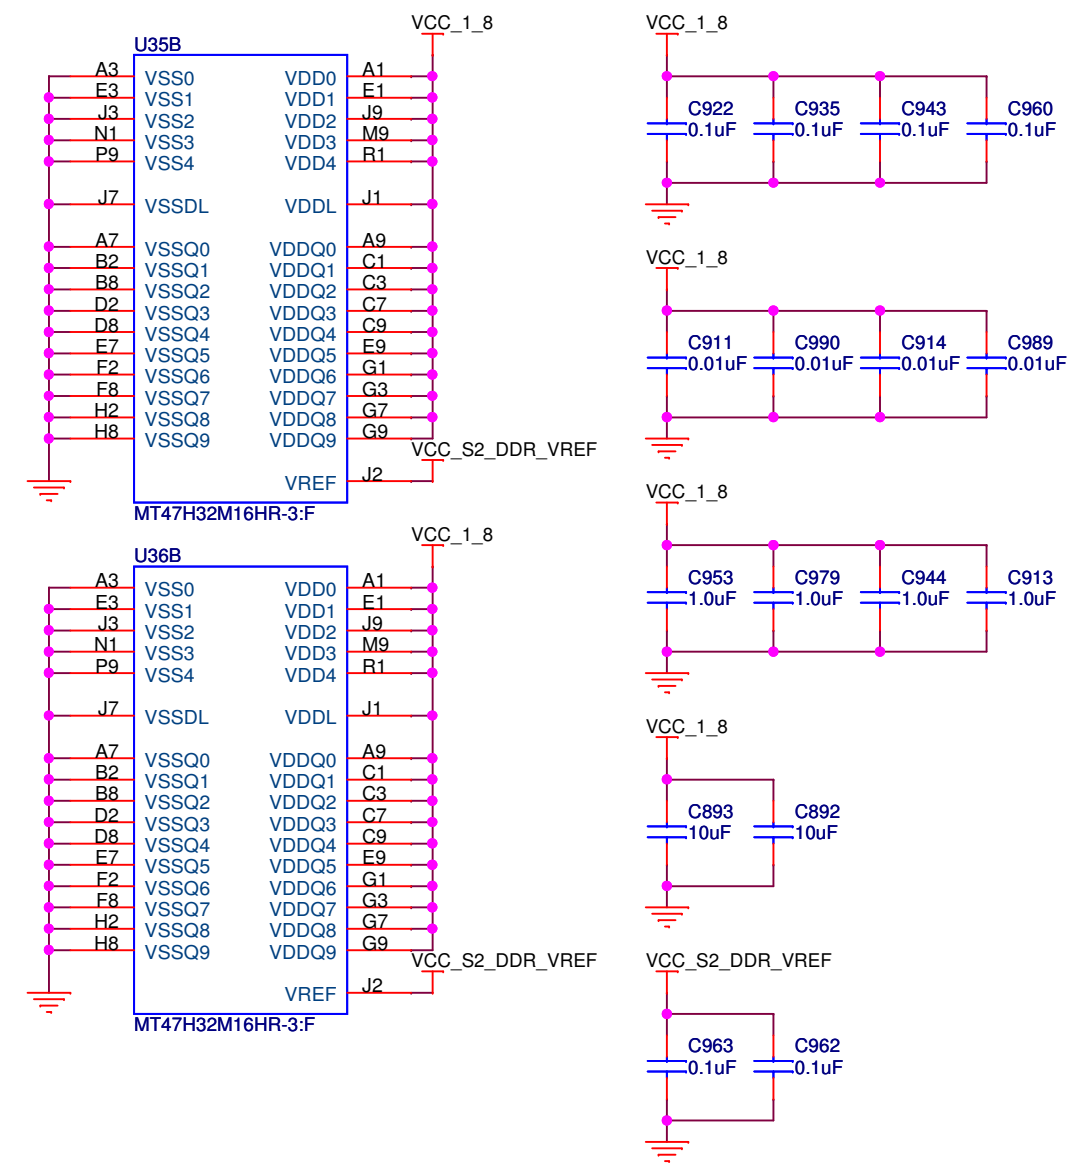 VCC_1_8
U35B
A3 VSS0 VDD0 A1
E3 VSS1 VDD1 E1
J3 VSS2 VDD2 J9
N1 VSS3 VDD3 M9
P9 VSS4 VDD4 R1
J7 VSSDL VDDL J1
A7 VSSQ0 VDDQ0 A9
B2 VSSQ1 VDDQ1 C1
B8 VSSQ2 VDDQ2 C3
D2 VSSQ3 VDDQ3 C7
D8 VSSQ4 VDDQ4 C9
E7 VSSQ5 VDDQ5 E9
F2 VSSQ6 VDDQ6 G1
F8 VSSQ7 VDDQ7 G3
H2 VSSQ8 VDDQ8 G7
H8 VSSQ9 VDDQ9 G9
VCC_S2_DDR_VREF
VREF J2
MT47H32M16HR-3:F
VCC_1_8
U36B
A3 VSS0 VDD0 A1
E3 VSS1 VDD1 E1
J3 VSS2 VDD2 J9
N1 VSS3 VDD3 M9
P9 VSS4 VDD4 R1
J7 VSSDL VDDL J1
A7 VSSQ0 VDDQ0 A9
B2 VSSQ1 VDDQ1 C1
B8 VSSQ2 VDDQ2 C3
D2 VSSQ3 VDDQ3 C7
D8 VSSQ4 VDDQ4 C9
E7 VSSQ5 VDDQ5 E9
F2 VSSQ6 VDDQ6 G1
F8 VSSQ7 VDDQ7 G3
H2 VSSQ8 VDDQ8 G7
H8 VSSQ9 VDDQ9 G9
VCC_S2_DDR_VREF
VREF J2
MT47H32M16HR-3:F
VCC_1_8
C922 C935 C943 C960
0.1uF 0.1uF 0.1uF 0.1uF
VCC_1_8
C911 C990 C914 C989
0.01uF 0.01uF 0.01uF 0.01uF
VCC_1_8
C953 C979 C944 C913
1.0uF 1.0uF 1.0uF 1.0uF
VCC_1_8
C893 C892
10uF 10uF
VCC_S2_DDR_VREF
C963 C962
0.1uF 0.1uF